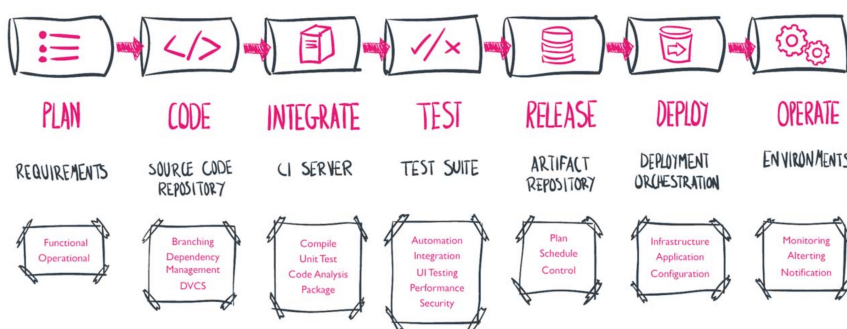 </>
✓//×
PLAN
CODE
INTEGRATE
TEST
RELEASE
DEPLOY
OPERATE
REQUIREMENTS
SOURCE CODE
REPOSITORY
CI SERVER
TEST SUITE
ARTIFACT
REPOSITORY
DEPLOYMENT
ORCHESTRATION
ENVIRONMENTS
Functional
Operational
Branching
Dependency
Management
DVCS
Compile
Unit Test
Code Analysis
Package
Automation
Integration
UI Testing
Performance
Security
Plan
Schedule
Control
Infrastructure
Application
Configuration
Monitoring
Alterting
Notification